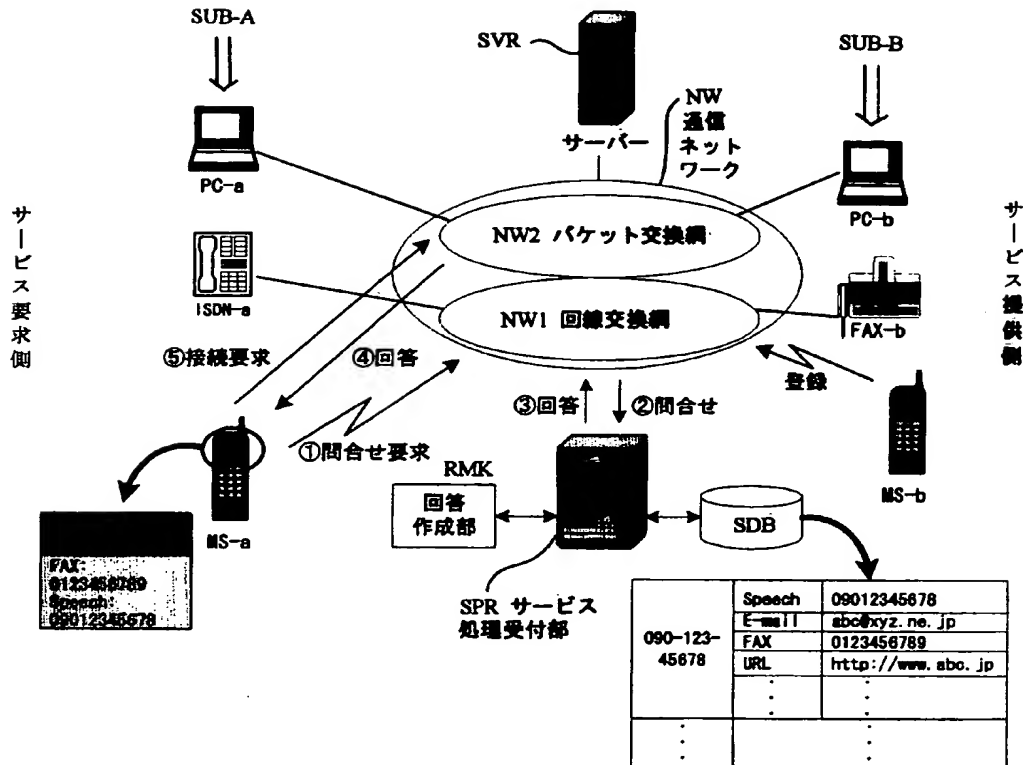 SUB-A
SVR
SUB-B
NW
通信
ネット
ワーク
サーバー
PC-a
PC-b
サービス要求側
サービス提供側
NW2 パケット交換網
ISDN-a
NW1 回線交換網
FAX-b
⑤接続要求
④回答
登録
③回答
②問合せ
①問合せ要求
RMK
回答
作成部
MS-a
MS-b
SDB
FAX:
0123456789
Speech:
09012345678
SPR サービス
処理受付部
090-123-
45678
Speech 09012345678
E-mail abc@xyz.ne.jp
FAX 0123456789
URL http://www.abc.jp